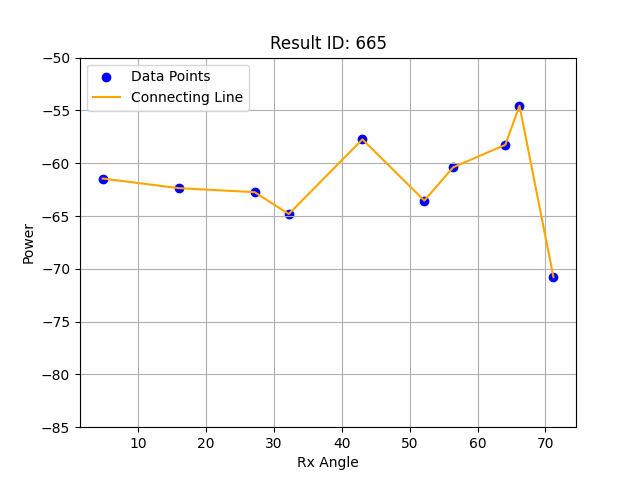 Result ID: 665
Data Points
Connecting Line
−50
−55
−60
−65
−70
−75
−80
−85
Power
10 20 30 40 50 60 70
Rx Angle